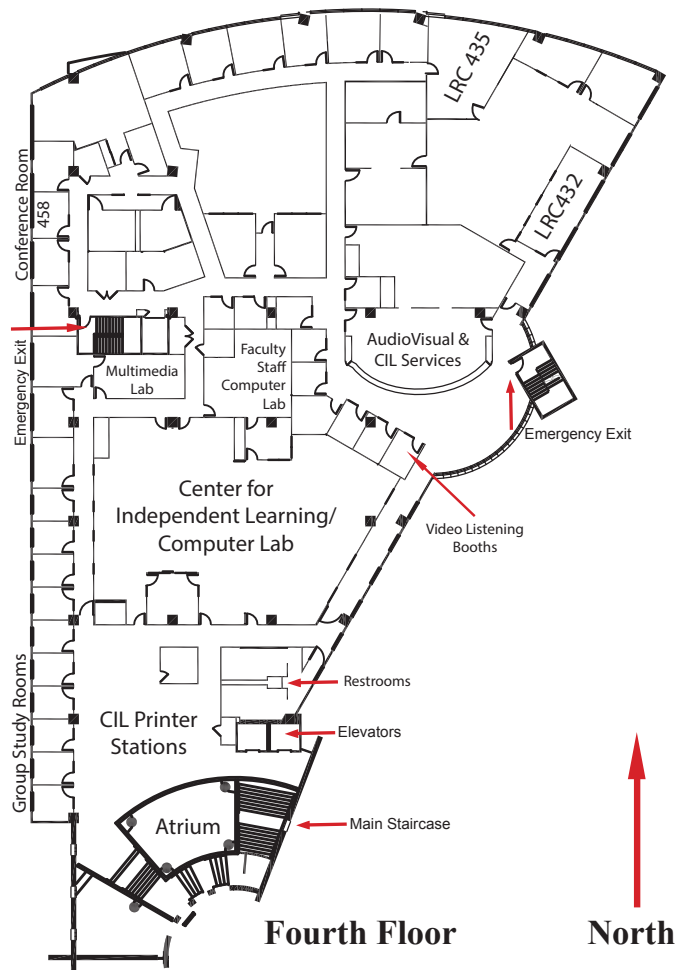 LRC 435
LRC432
Conference Room
458
AudioVisual &
CIL Services
Faculty
Staff
Computer
Lab
Multimedia
Lab
Emergency Exit
Emergency Exit
Center for
Independent Learning/
Computer Lab
Video Listening
Booths
Restrooms
CIL Printer
Stations
Elevators
Group Study Rooms
Atrium
Main Staircase
Fourth Floor
North